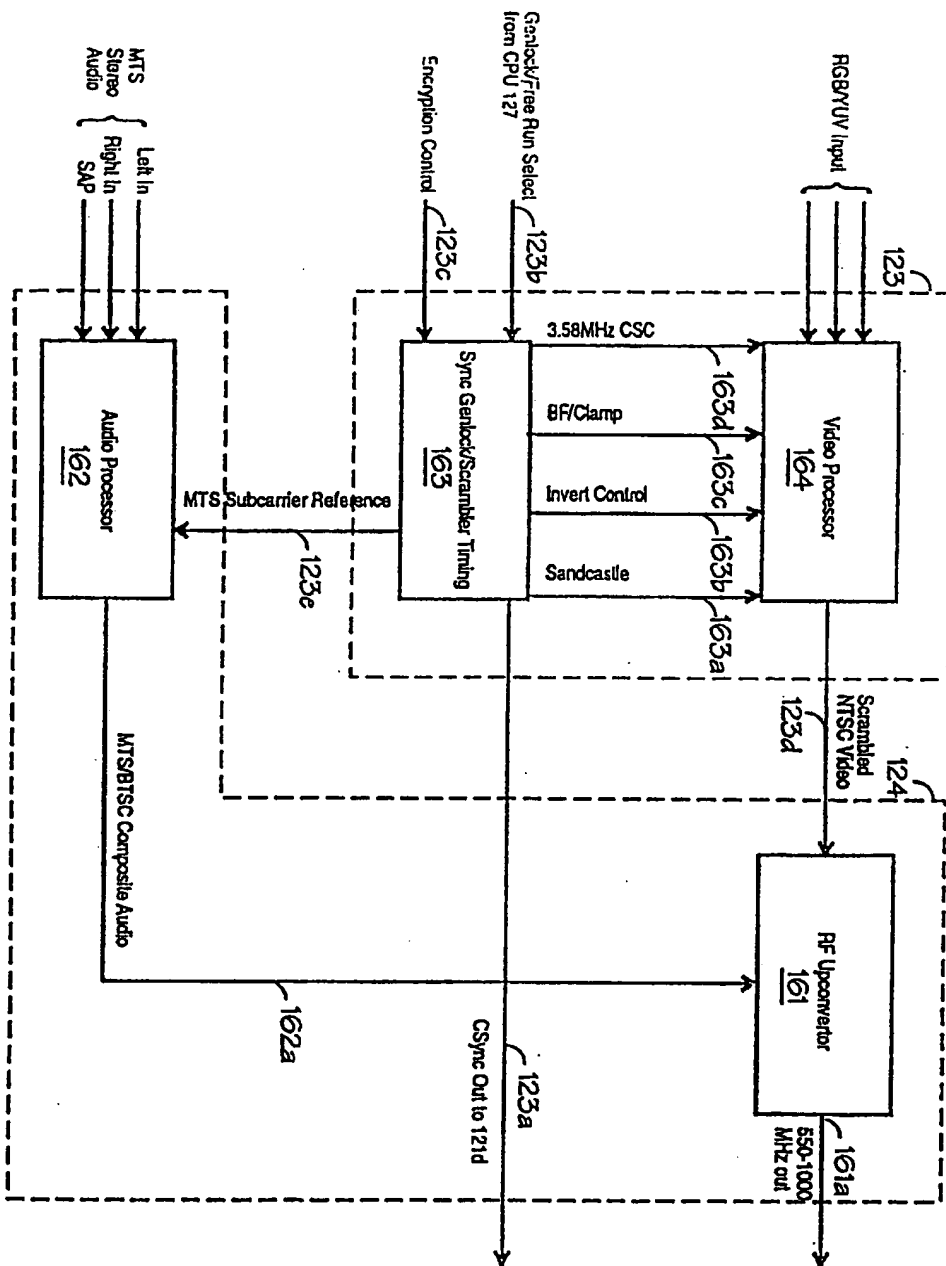 RGB/YUV Input
Genlock/Free Run Select
from CPU 127
Encryption Control
MTS
Stereo
Audio
Left In
Right In
SAP
123
123b
123c
Video Processor
164
3.58MHz CSC
163d
BF/Clamp
163c
Invert Control
163b
Sandcastle
163a
Sync Genlock/Scrambler Timing
163
MTS Subcarrier Reference
123e
Audio Processor
162
Scrambled
NTSC Video
123d
124
RF Upconvertor
161
550-1000
MHz out
161a
CSync Out to 121d
123a
MTS/BTSC Composite Audio
162a